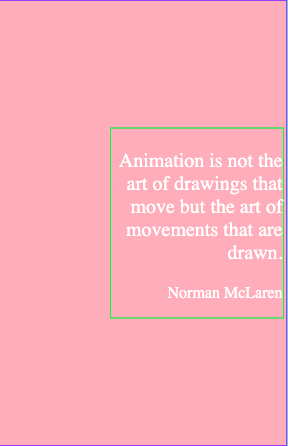 Animation is not the
art of drawings that
move but the art of
movements that are
drawn.
Norman McLaren